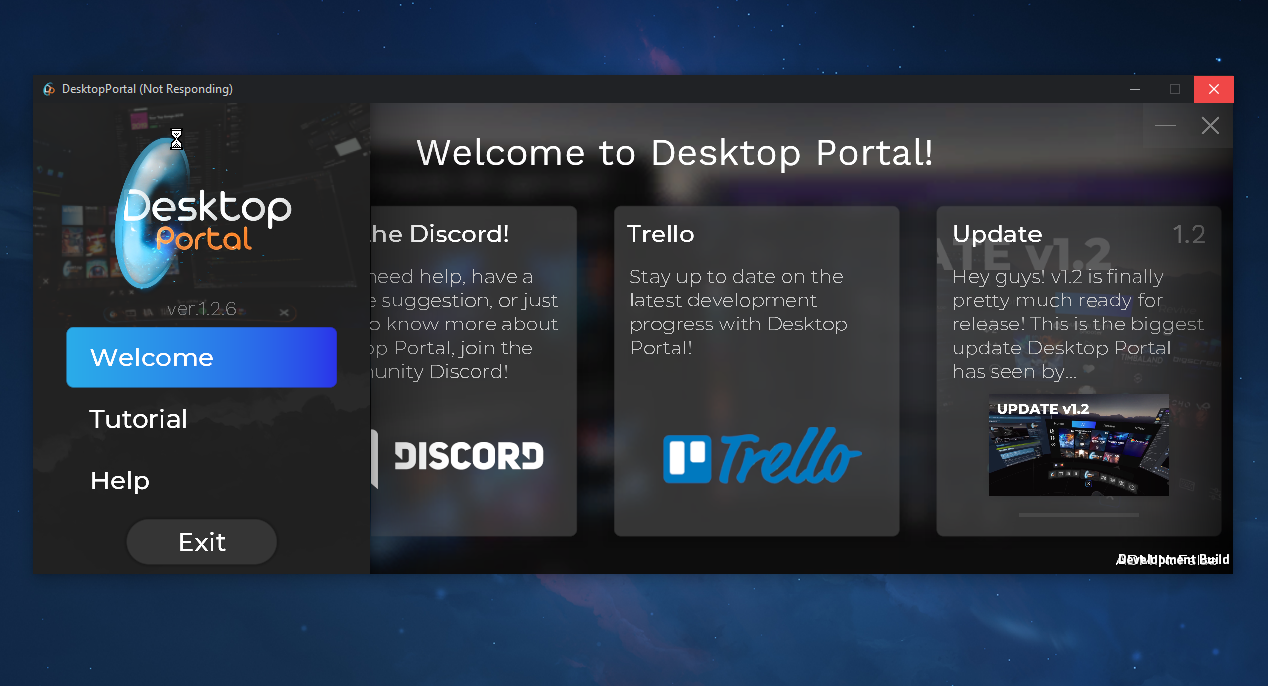 DesktopPortal (Not Responding)
Desktop
Portal
ver.1.2.6
Welcome
Tutorial
Help
Exit
Welcome to Desktop Portal!
he Discord!
need help, have a
e suggestion, or just
o know more about
op Portal, join the
unity Discord!
DISCORD
Trello
Stay up to date on the
latest development
progress with Desktop
Portal!
Trello
Update
1.2
ATE v1.2
Hey guys! v1.2 is finally
pretty much ready for
release! This is the biggest
update Desktop Portal
has seen by...
UPDATE v1.2
Development Build